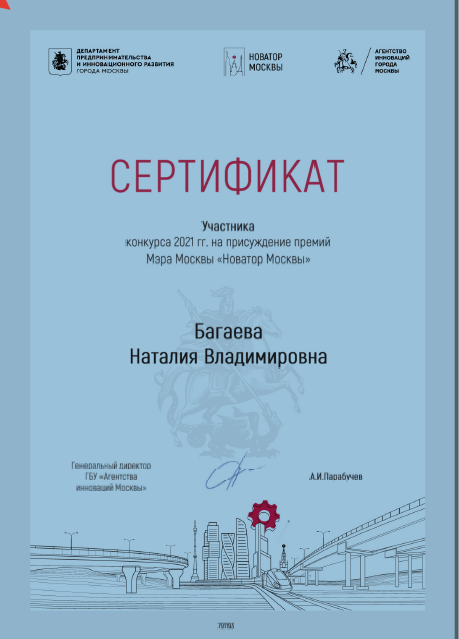 ДЕПАРТАМЕНТ
ПРЕДПРИНИМАТЕЛЬСТВА
И ИННОВАЦИОННОГО РАЗВИТИЯ
ГОРОДА МОСКВЫ
НОВАТОР
МОСКВЫ
АГЕНТСТВО
ИННОВАЦИЙ
ГОРОДА
МОСКВЫ
СЕРТИФИКАТ
Участника
конкурса 2021 гг. на присуждение премий
Мэра Москвы «Новатор Москвы»
Багаева
Наталия Владимировна
Генеральный директор
ГБУ «Агентства
инноваций Москвы»
А.И.Парабучев
791193